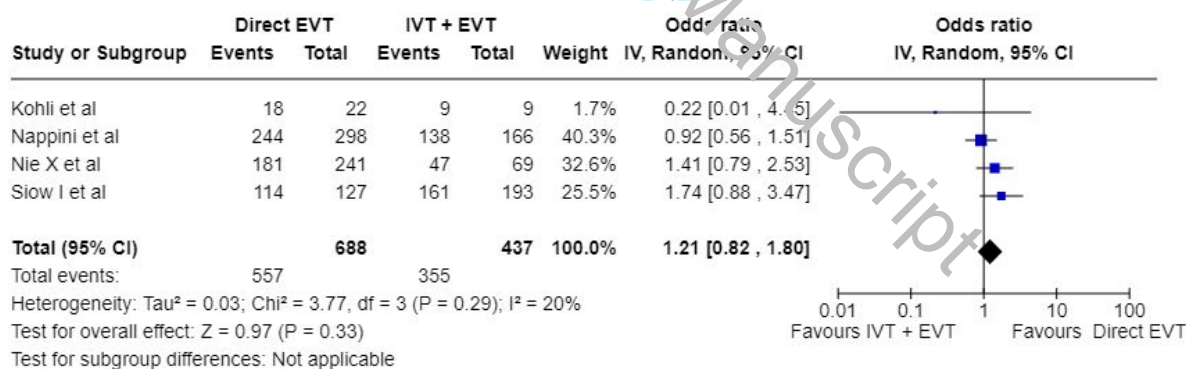 Direct EVT IVT + EVT Odds ratio Odds ratio
Study or Subgroup Events Total Events Total Weight IV, Random, 95% CI IV, Random, 95% CI
Kohli et al 18 22 9 9 1.7% 0.22 [0.01 , 4.45]
Nappini et al 244 298 138 166 40.3% 0.92 [0.56 , 1.51]
Nie X et al 181 241 47 69 32.6% 1.41 [0.79 , 2.53]
Siow I et al 114 127 161 193 25.5% 1.74 [0.88 , 3.47]
Total (95% CI) 688 437 100.0% 1.21 [0.82 , 1.80]
Total events: 557 355
Heterogeneity: Tau² = 0.03; Chi² = 3.77, df = 3 (P = 0.29); I² = 20%
Test for overall effect: Z = 0.97 (P = 0.33)
Test for subgroup differences: Not applicable
0.01 0.1 1 10 100
Favours IVT + EVT Favours Direct EVT
Manuscript